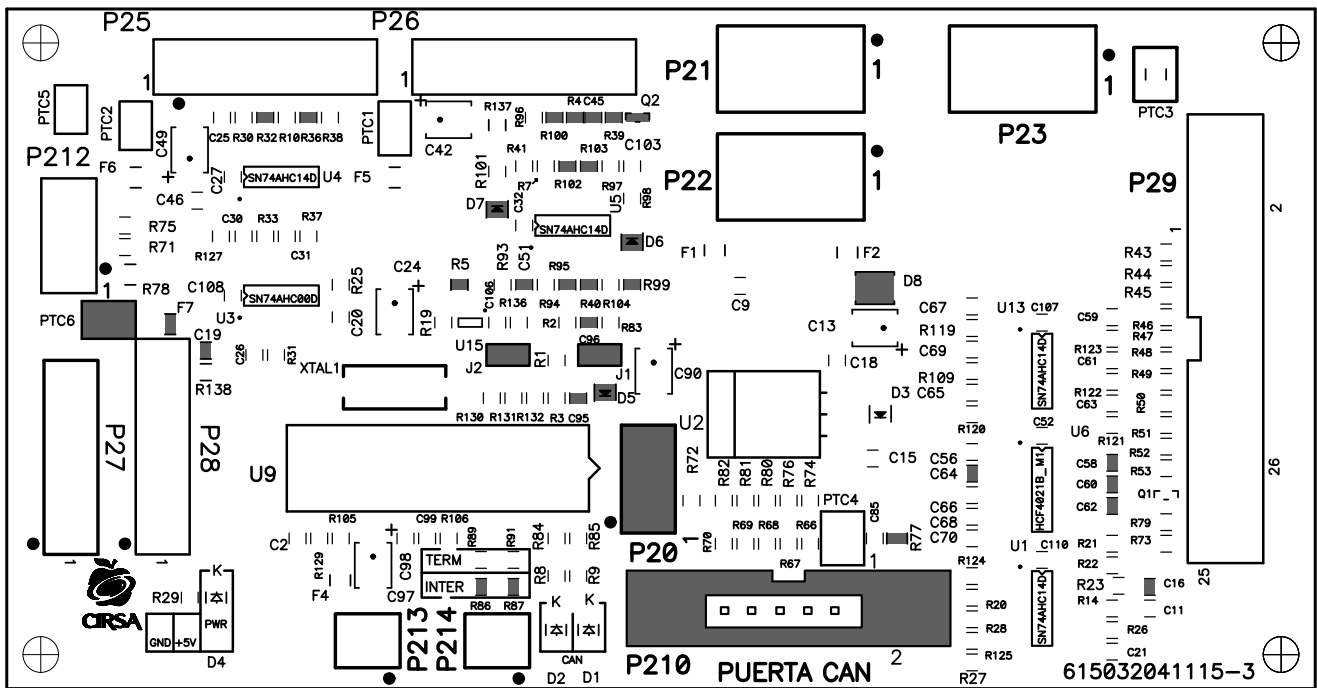 P25
P26
P21
1
P23
1
PTC3
1
1
PTC5
PTC2
C49
C25
R30
R32
R10
R36
R38
PTC1
C42
R137
R96
R4
C45
Q2
R100
R39
P212
F6
C46
C27
SN74AHC14D
U4
F5
R101
R41
R103
C103
R7
R102
R97
R98
P22
1
P29
2
D7
C32
U5
SN74AHC14D
R75
R71
C30
R33
R37
R127
C31
R93
C51
D6
F1
F2
1
R43
1
R78
C108
SN74AHC00D
U3
R25
C24
R5
C106
R95
R99
C9
D8
C67
R44
R45
PTC6
F7
C19
C20
R19
R136
R94
R2
R40
R104
R83
C13
R119
U13
C107
C59
R46
R47
C26
R31
XTAL1
U15
J2
R1
C96
J1
C90
C18
C69
SN74AHC14D
R123
C61
R48
R49
R138
D5
R109
D3
C65
R122
C63
R50
P27
P28
R130
R131
R132
R3
C95
U2
R120
C52
U6
R121
R51
U9
R72
R82
R81
R80
R76
R74
C15
C56
C64
HCF4021B_M1
C58
R52
R53
C60
26
PTC4
C85
R77
C66
C68
C70
C62
Q1
R79
R73
C2
R105
C99
R106
R89
R91
R84
R85
P20
1
R70
R69
R68
R66
R67
1
U1
C110
R21
R22
R129
F4
C98
C97
TERM
INTER
R86
R87
R8
R9
R124
SN74AHC14D
R23
R14
C16
C11
25
1
1
CIRSA
R29
K
PWR
GND
+5V
D4
P213
P214
K
K
CAN
D2
D1
P210
PUERTA CAN
2
R20
R28
R125
R27
R26
C21
615032041115-3